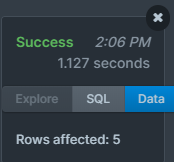 Success 2:06 PM
1.127 seconds
Explore SQL Data
Rows affected: 5